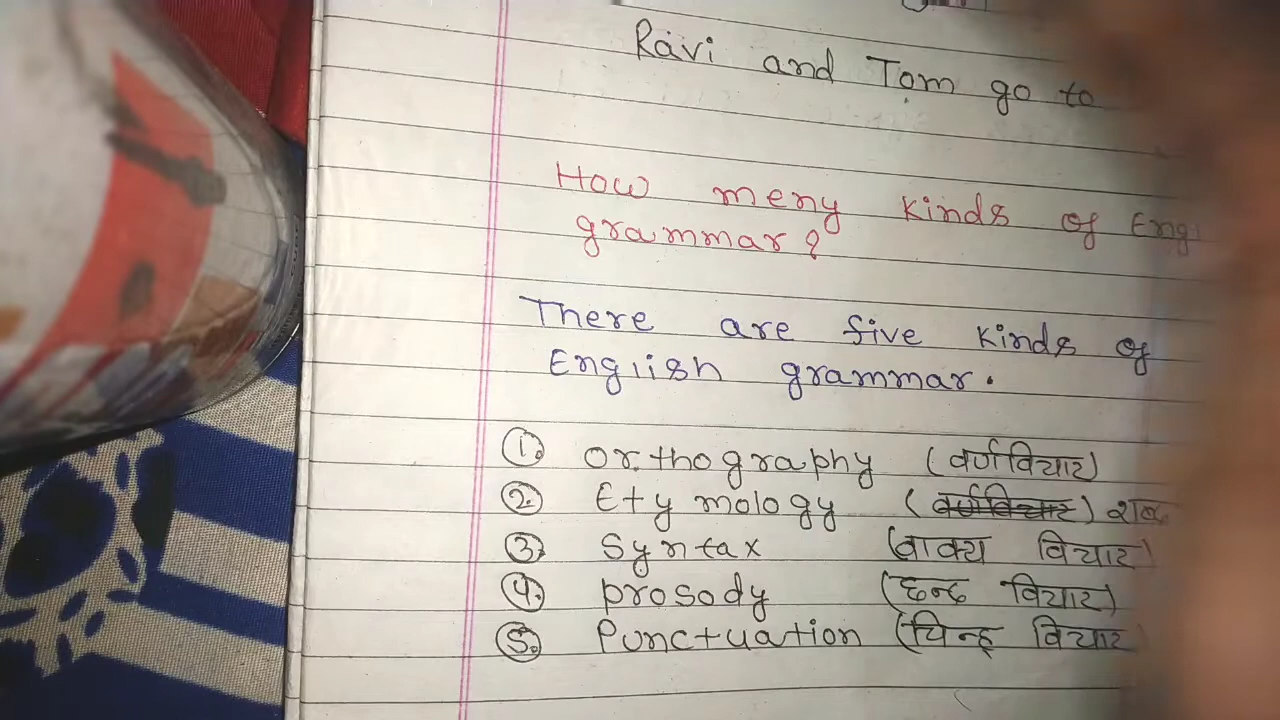 Ravi and Tom go to
How meny kinds of Engl
grammar?
There are five kinds of
English grammar.
1. Orthography (वर्णविचार)
2. Etymology (वर्णविचार) शब्द
3. Syntax (वाक्य विचार)
4. prosody (छन्द विचार)
5. Punctuation (चिन्ह विचार